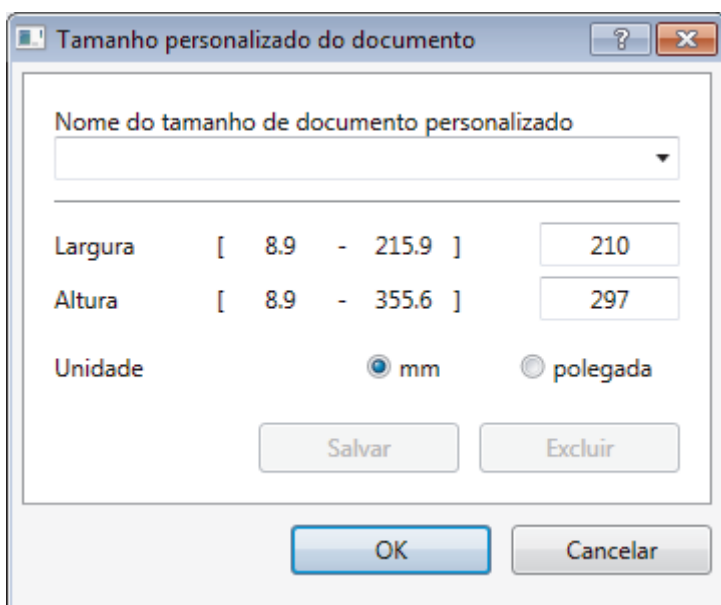 Tamanho personalizado do documento
Nome do tamanho de documento personalizado
Largura [ 8.9 - 215.9 ] 210
Altura [ 8.9 - 355.6 ] 297
Unidade mm polegada
Salvar Excluir
OK Cancelar